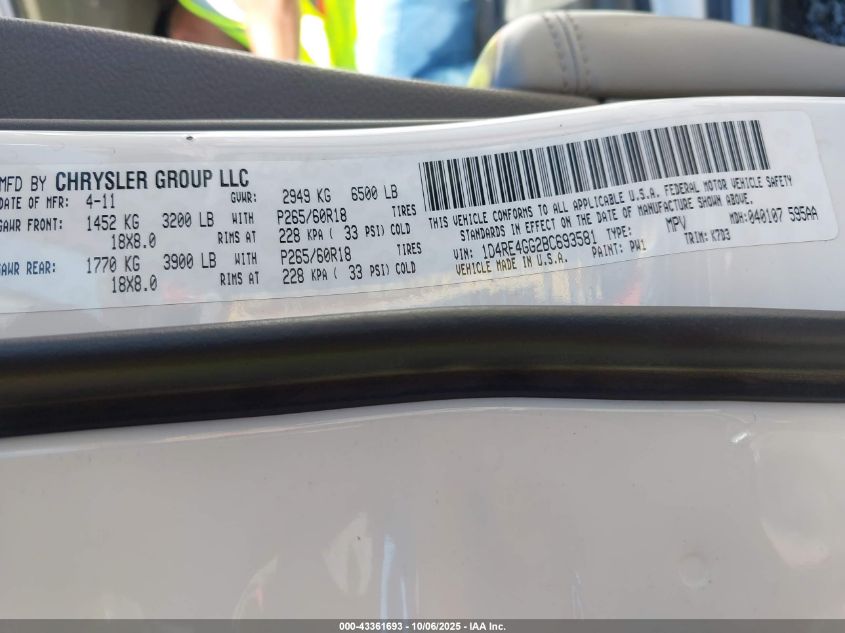 MFD BY CHRYSLER GROUP LLC
DATE OF MFR: 4-11 GVWR: 2949 KG 6500 LB
GAWR FRONT: 1452 KG 3200 LB WITH P265/60R18 TIRES
18X8.0 RIMS AT 228 KPA ( 33 PSI) COLD
GAWR REAR: 1770 KG 3900 LB WITH P265/60R18 TIRES
18X8.0 RIMS AT 228 KPA ( 33 PSI) COLD
THIS VEHICLE CONFORMS TO ALL APPLICABLE U.S.A. FEDERAL MOTOR VEHICLE SAFETY
STANDARDS IN EFFECT ON THE DATE OF MANUFACTURE SHOWN ABOVE.
VIN: 1D4RE4GG2BC693581 TYPE: MPV MDH: 040107 595AA
VEHICLE MADE IN U.S.A. PAINT: PW1 TRIM: K7D3
000-43361693 - 10/06/2025 - IAA Inc.